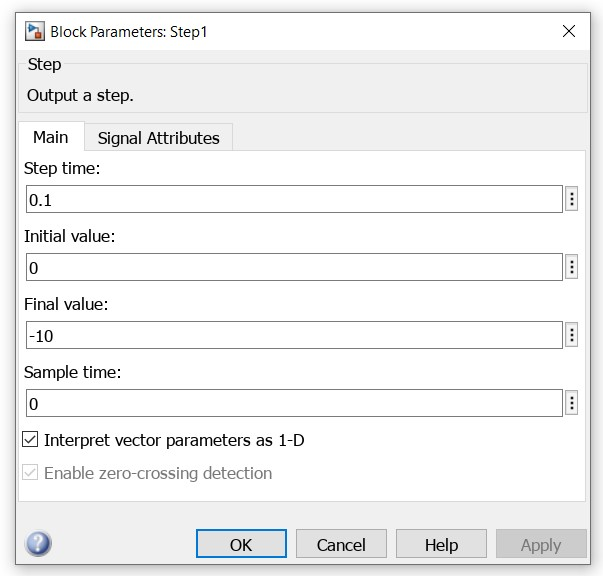 Block Parameters: Step1
Step
Output a step.
Main Signal Attributes
Step time:
0.1
Initial value:
0
Final value:
-10
Sample time:
0
Interpret vector parameters as 1-D
Enable zero-crossing detection
? OK Cancel Help Apply